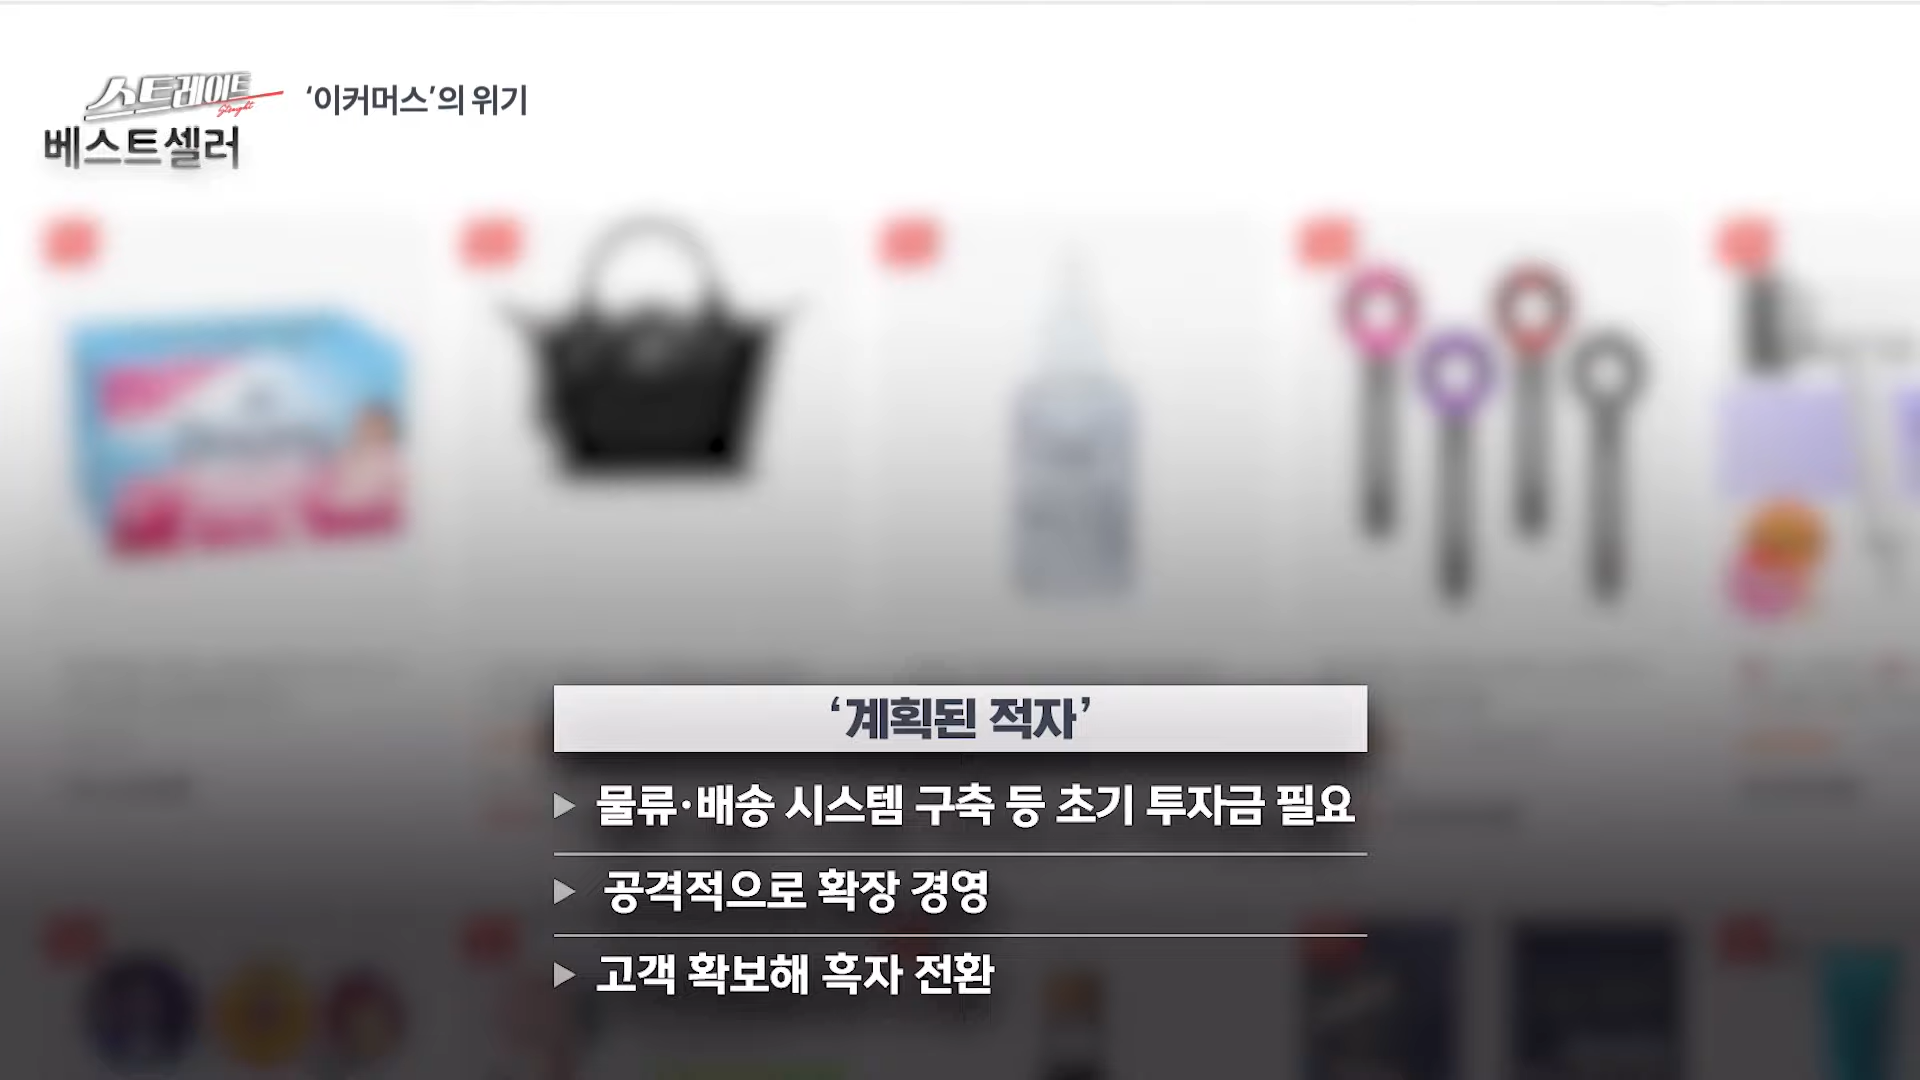 스트레이트
Straight
‘이커머스’의 위기
베스트셀러
‘계획된 적자’
물류·배송 시스템 구축 등 초기 투자금 필요
공격적으로 확장 경영
고객 확보해 흑자 전환